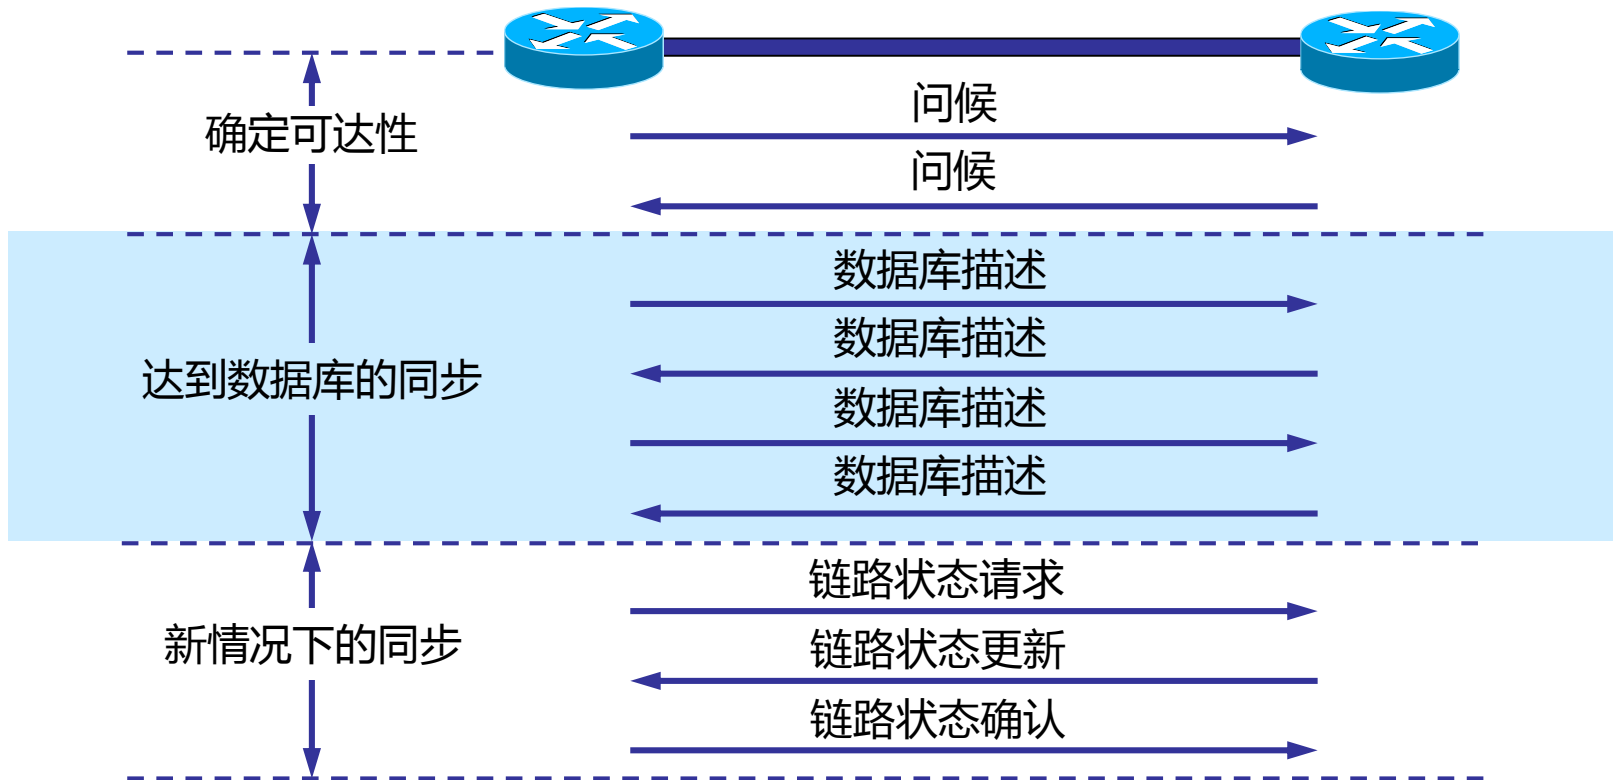 问候
确定可达性
问候
数据库描述
数据库描述
达到数据库的同步
数据库描述
数据库描述
链路状态请求
新情况下的同步
链路状态更新
链路状态确认